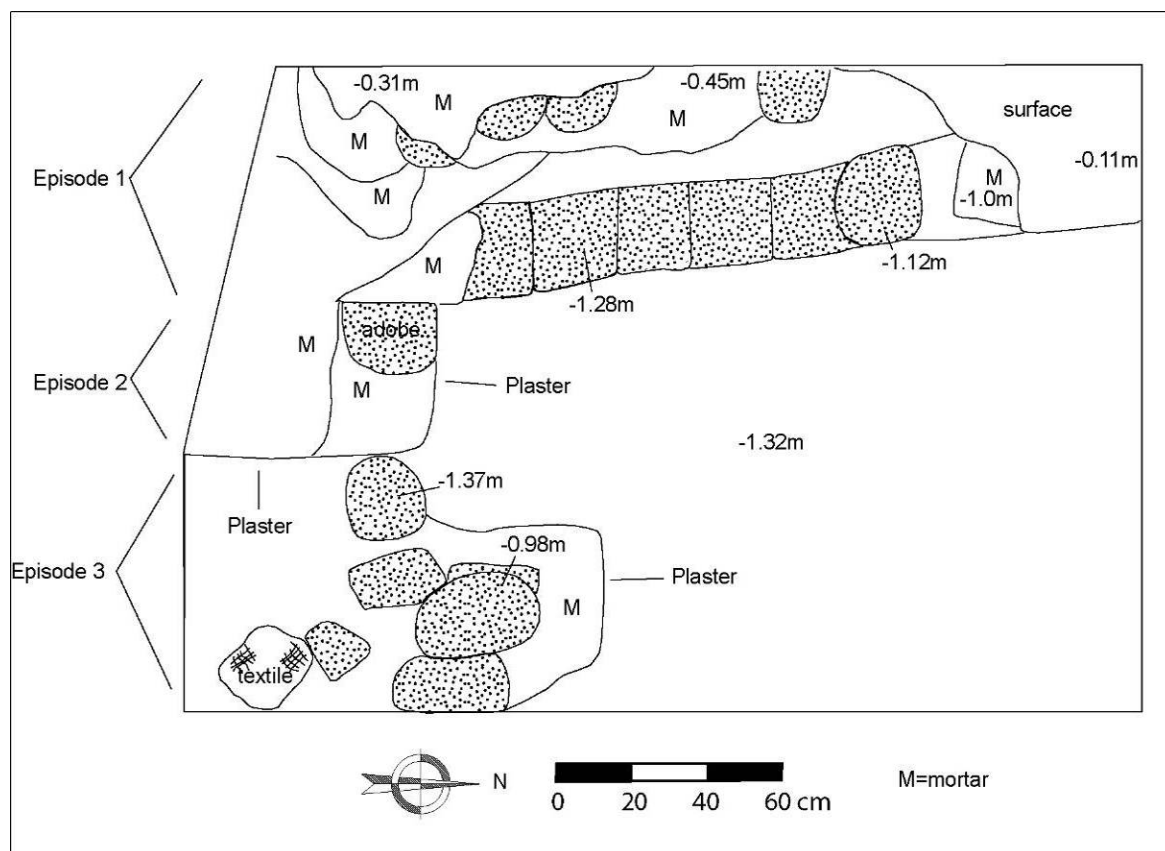 -0.31m
-0.45m
M
surface
M
M
Episode 1
-0.11m
M
-1.0m
M
M
-1.12m
-1.28m
adobe
M
Episode 2
M
Plaster
-1.32m
-1.37m
Plaster
-0.98m
Episode 3
Plaster
M
textile
N
M=mortar
0 20 40 60 cm